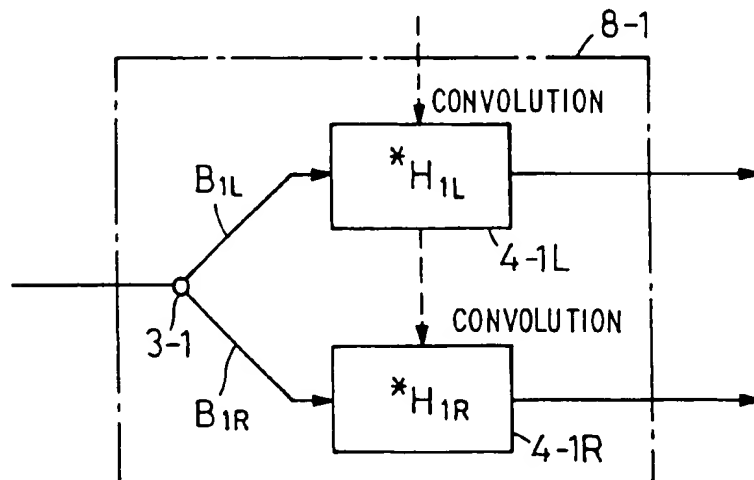 8-1
CONVOLUTION
*H1L
B1L
4-1L
3-1
CONVOLUTION
B1R
*H1R
4-1R